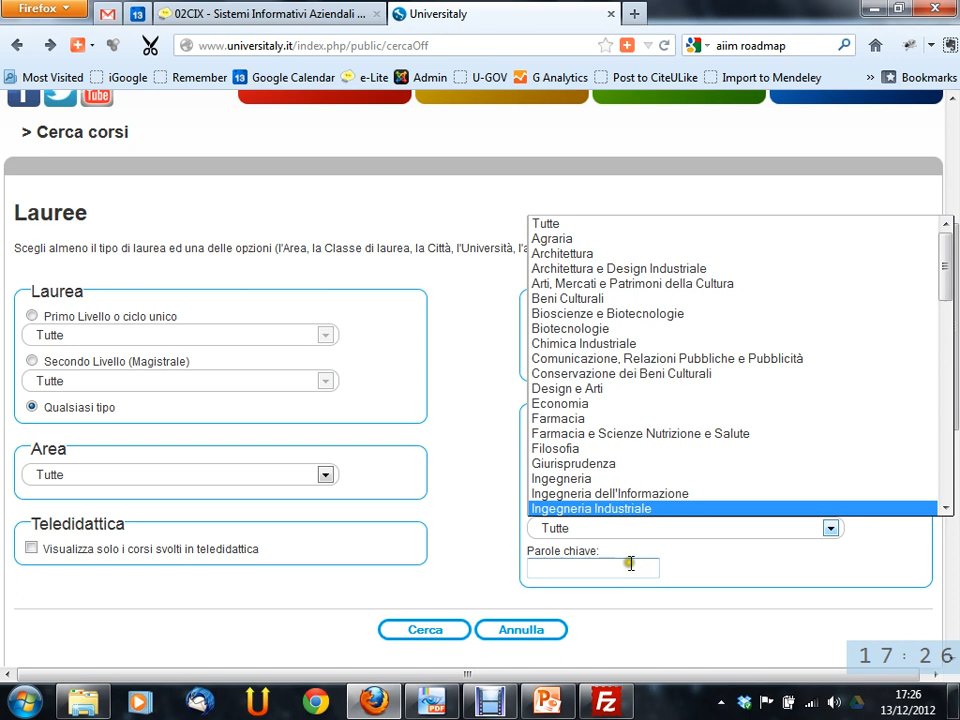 Firefox
02CIX - Sistemi Informativi Aziendali ...
Universitaly
www.universitaly.it/index.php/public/cercaOff
aiim roadmap
Most Visited
iGoogle
Remember
13
Google Calendar
e-Lite
Admin
U-GOV
G Analytics
Post to CiteULike
Import to Mendeley
»
Bookmarks
You
> Cerca corsi
Lauree
Scegli almeno il tipo di laurea ed una delle opzioni (l'Area, la Classe di laurea, la Città, l'Università, l'a
Laurea
Primo Livello o ciclo unico
Tutte
Secondo Livello (Magistrale)
Tutte
Qualsiasi tipo
Area
Tutte
Teledidattica
Visualizza solo i corsi svolti in teledidattica
Tutte
Agraria
Architettura
Architettura e Design Industriale
Arti, Mercati e Patrimoni della Cultura
Beni Culturali
Bioscienze e Biotecnologie
Biotecnologie
Chimica Industriale
Comunicazione, Relazioni Pubbliche e Pubblicità
Conservazione dei Beni Culturali
Design e Arti
Economia
Farmacia
Farmacia e Scienze Nutrizione e Salute
Filosofia
Giurisprudenza
Ingegneria
Ingegneria dell'Informazione
Ingegneria Industriale
Tutte
Parole chiave:
Cerca
Annulla
17:26
PDF
17:26
13/12/2012